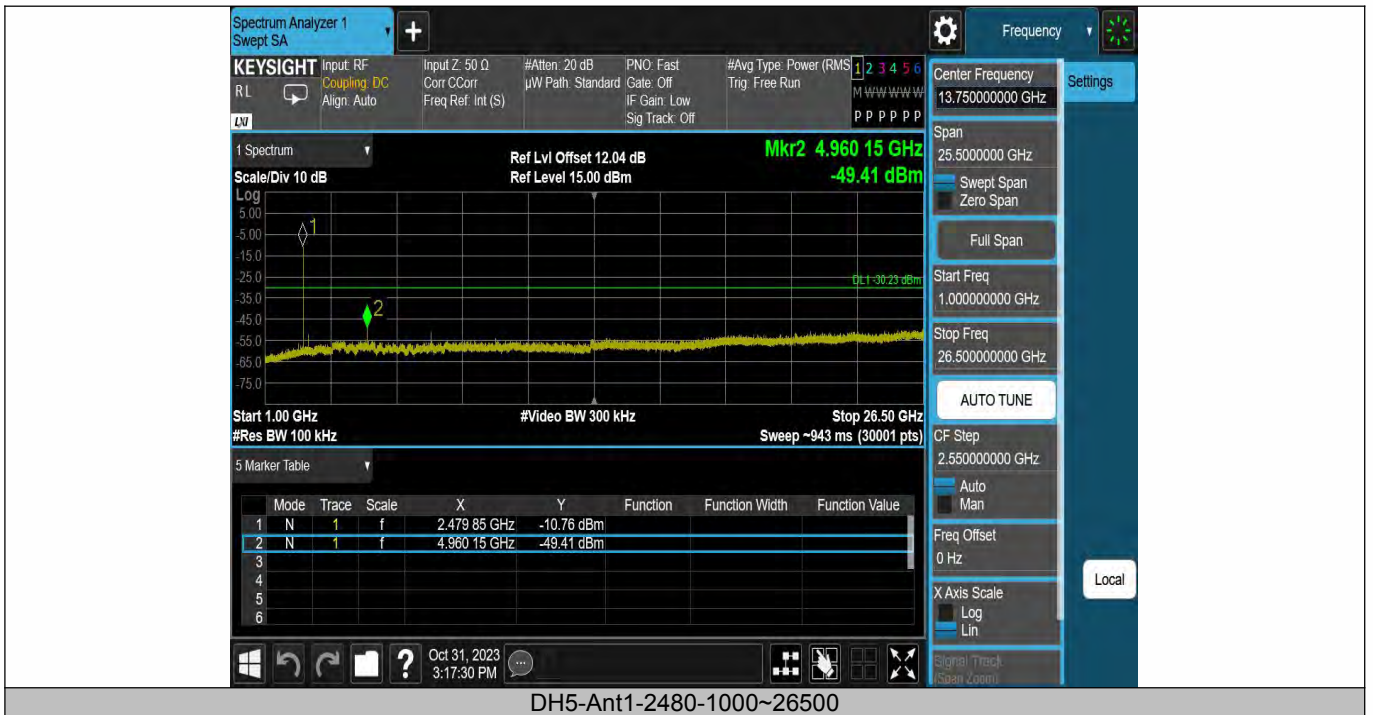 Spectrum Analyzer 1
Swept SA
+
Frequency
KEYSIGHT
RL
LXI
Input: RF
Coupling: DC
Align: Auto
Input Z: 50 Ω
Corr CCorr
Freq Ref: Int (S)
#Atten: 20 dB
µW Path: Standard
PNO: Fast
Gate: Off
IF Gain: Low
Sig Track: Off
#Avg Type: Power (RMS
Trig: Free Run
1 2 3 4 5 6
M W W W W W
P P P P P P
Center Frequency
13.750000000 GHz
Settings
Span
25.5000000 GHz
Swept Span
Zero Span
Full Span
Start Freq
1.000000000 GHz
Stop Freq
26.500000000 GHz
AUTO TUNE
CF Step
2.550000000 GHz
Auto
Man
Freq Offset
0 Hz
X Axis Scale
Log
Lin
Signal Track
(Span Zoom)
Local
1 Spectrum
Scale/Div 10 dB
Ref Lvl Offset 12.04 dB
Ref Level 15.00 dBm
Mkr2 4.960 15 GHz
-49.41 dBm
Log
5.00
-5.00
-15.0
-25.0
-35.0
-45.0
-55.0
-65.0
-75.0
1
2
DL1 -30.23 dBm
Start 1.00 GHz
#Video BW 300 kHz
Stop 26.50 GHz
#Res BW 100 kHz
Sweep ~943 ms (30001 pts)
5 Marker Table
Mode Trace Scale X Y Function Function Width Function Value
1 N 1 f 2.479 85 GHz -10.76 dBm
2 N 1 f 4.960 15 GHz -49.41 dBm
3
4
5
6
?
Oct 31, 2023
3:17:30 PM
DH5-Ant1-2480-1000~26500